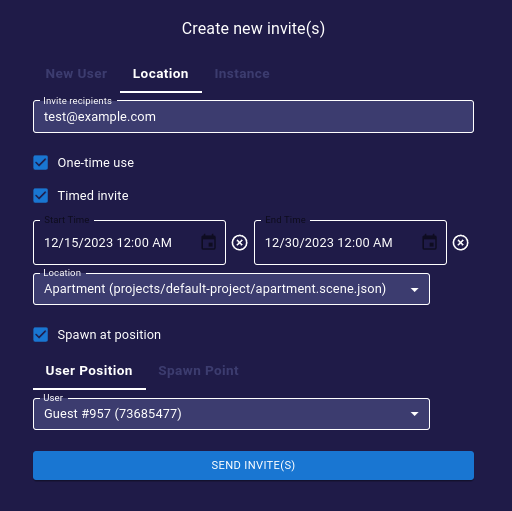 Create new invite(s)
New User Location Instance
Invite recipients
test@example.com
One-time use
Timed invite
Start Time End Time
12/15/2023 12:00 AM 12/30/2023 12:00 AM
Location
Apartment (projects/default-project/apartment.scene.json)
Spawn at position
User Position Spawn Point
User
Guest #957 (73685477)
SEND INVITE(S)